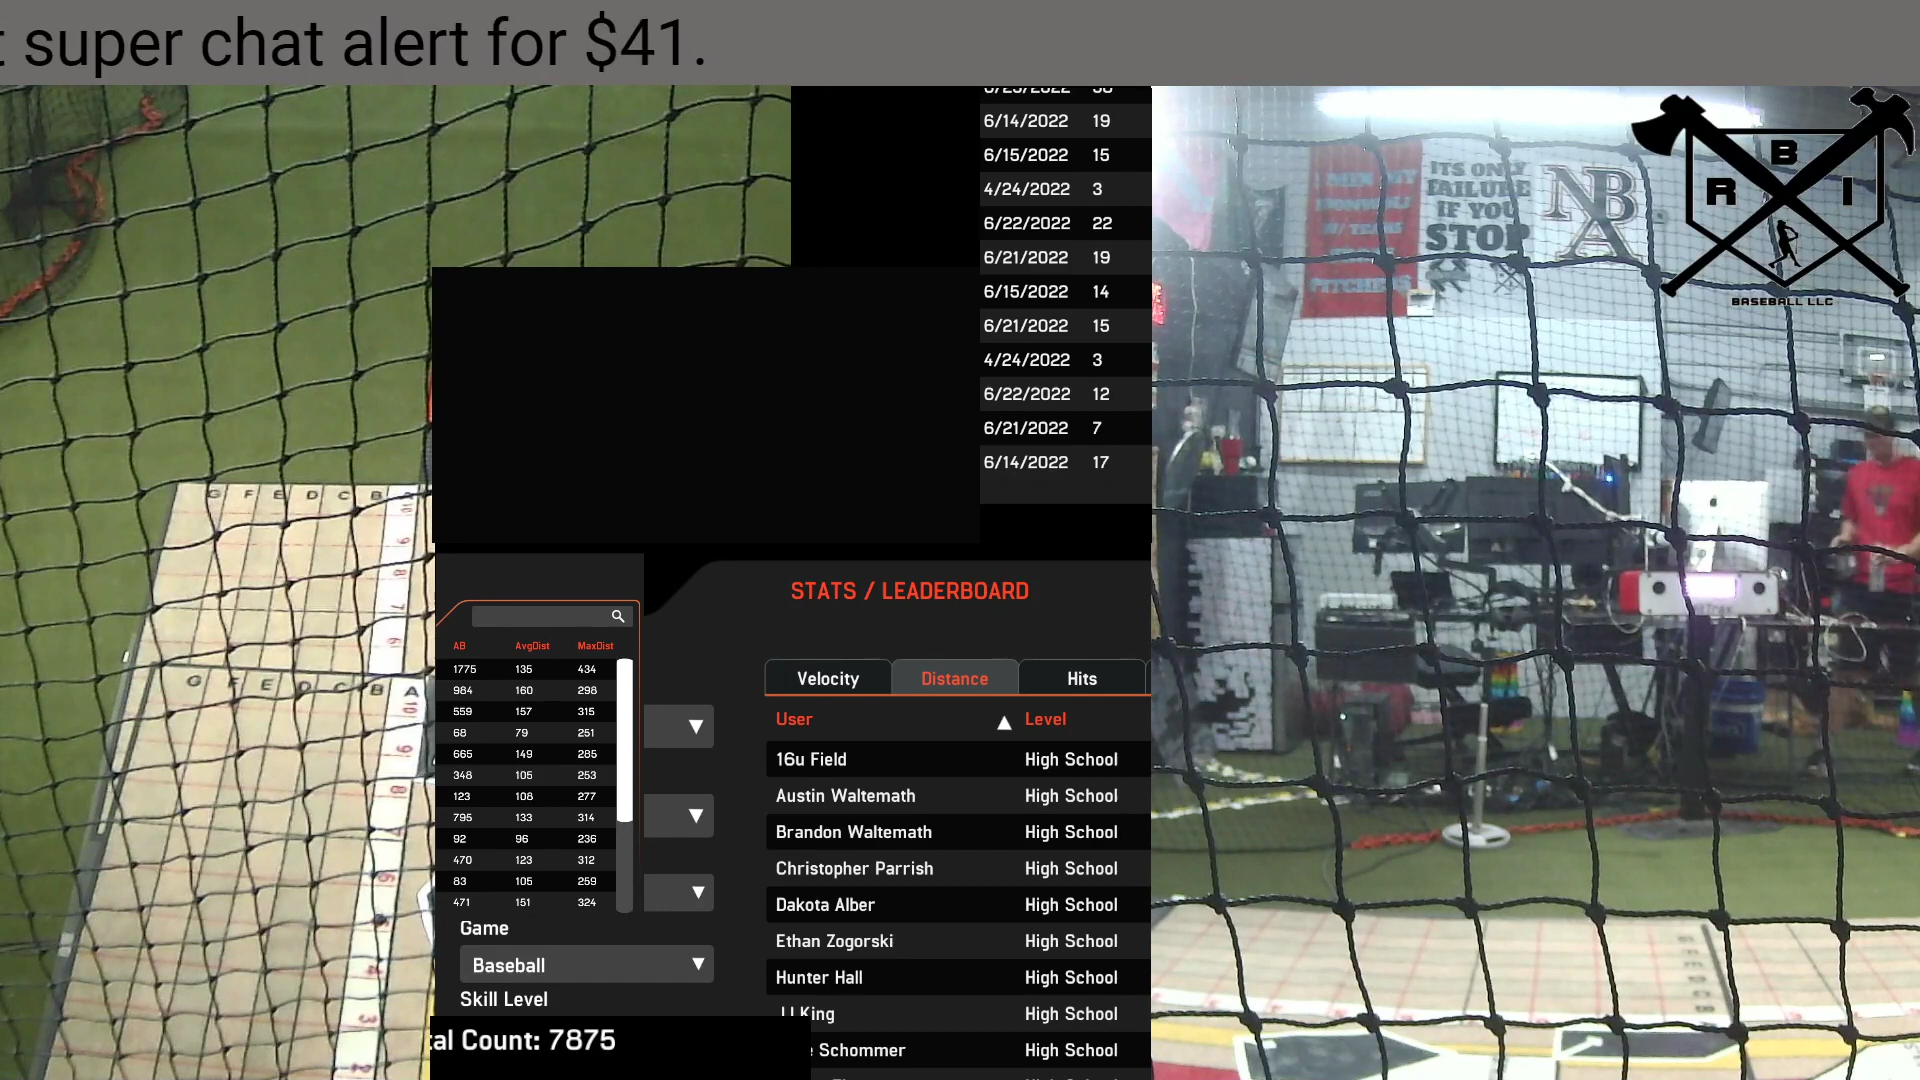 t super chat alert for $41.
6/14/2022 19
6/15/2022 15
4/24/2022 3
6/22/2022 22
6/21/2022 19
6/15/2022 14
6/21/2022 15
4/24/2022 3
6/22/2022 12
6/21/2022 7
6/14/2022 17
ITS ONLY
FAILURE
IF YOU
STOP
NBA
R B I
BASEBALL LLC
PITCHERS
G F E D C B
G F E D C B A
STATS / LEADERBOARD
AB AvgDist MaxDist
1775 135 434
984 160 298
559 157 315
68 79 251
665 149 285
348 105 253
123 108 277
795 133 314
92 96 236
470 123 312
83 105 259
471 151 324
Game
Baseball
Skill Level
tal Count: 7875
Velocity Distance Hits
User Level
16u Field High School
Austin Waltemath High School
Brandon Waltemath High School
Christopher Parrish High School
Dakota Alber High School
Ethan Zogorski High School
Hunter Hall High School
King High School
e Schommer High School